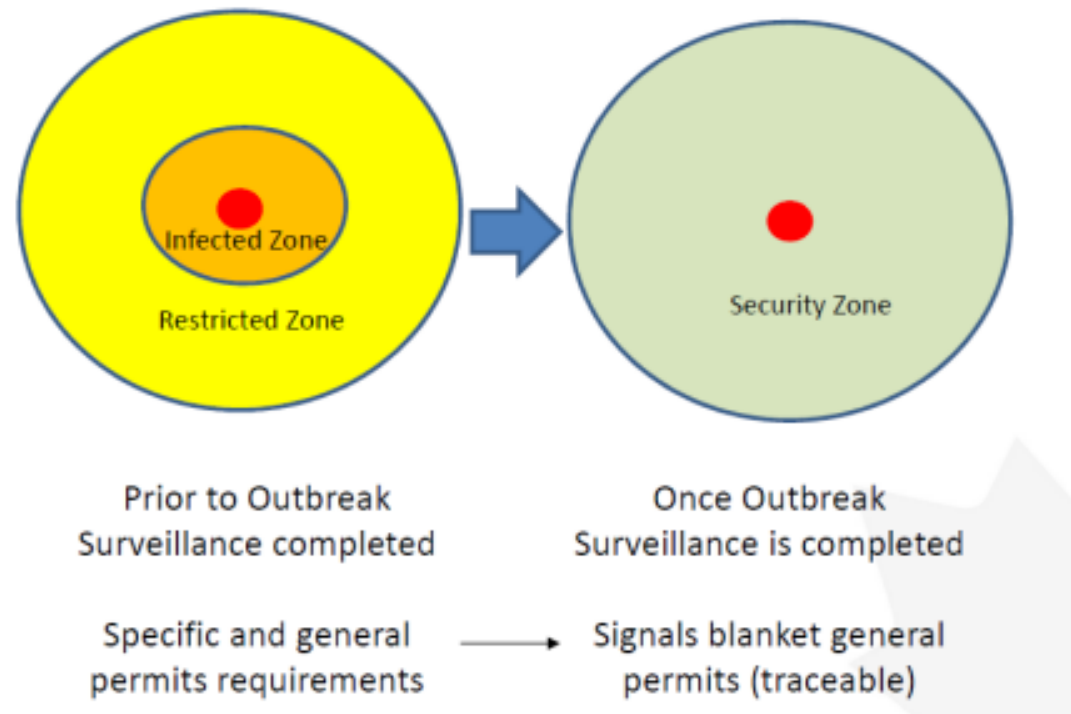 Infected Zone
Restricted Zone
Security Zone
Prior to Outbreak
Surveillance completed
Once Outbreak
Surveillance is completed
Specific and general
permits requirements
Signals blanket general
permits (traceable)